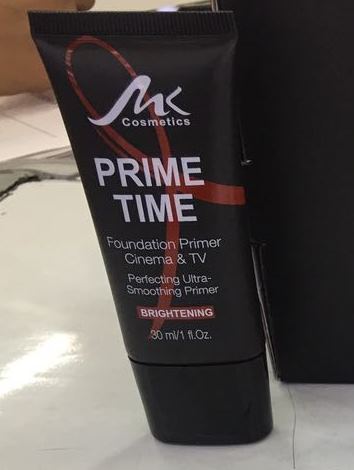 MK
Cosmetics
PRIME
TIME
Foundation Primer
Cinema & TV
Perfecting Ultra-
Smoothing Primer
BRIGHTENING
30 ml/1 fl.Oz.